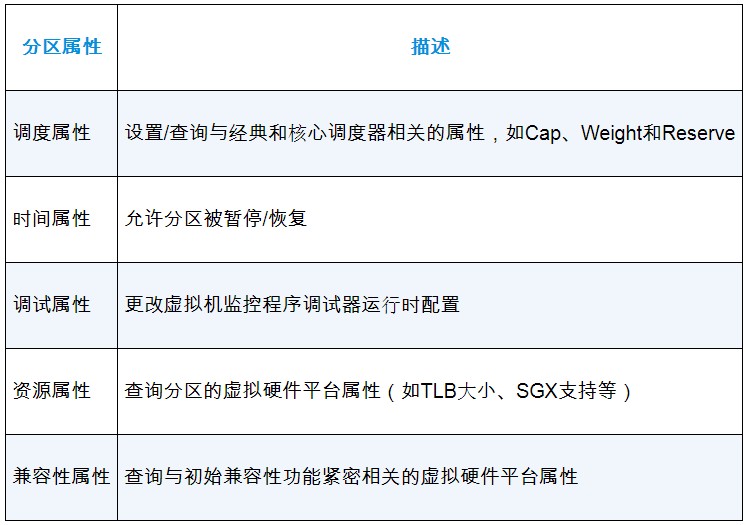 分区属性 描述
调度属性 设置/查询与经典和核心调度器相关的属性，如Cap、Weight和Reserve
时间属性 允许分区被暂停/恢复
调试属性 更改虚拟机监控程序调试器运行时配置
资源属性 查询分区的虚拟硬件平台属性（如TLB大小、SGX支持等）
兼容性属性 查询与初始兼容性功能紧密相关的虚拟硬件平台属性